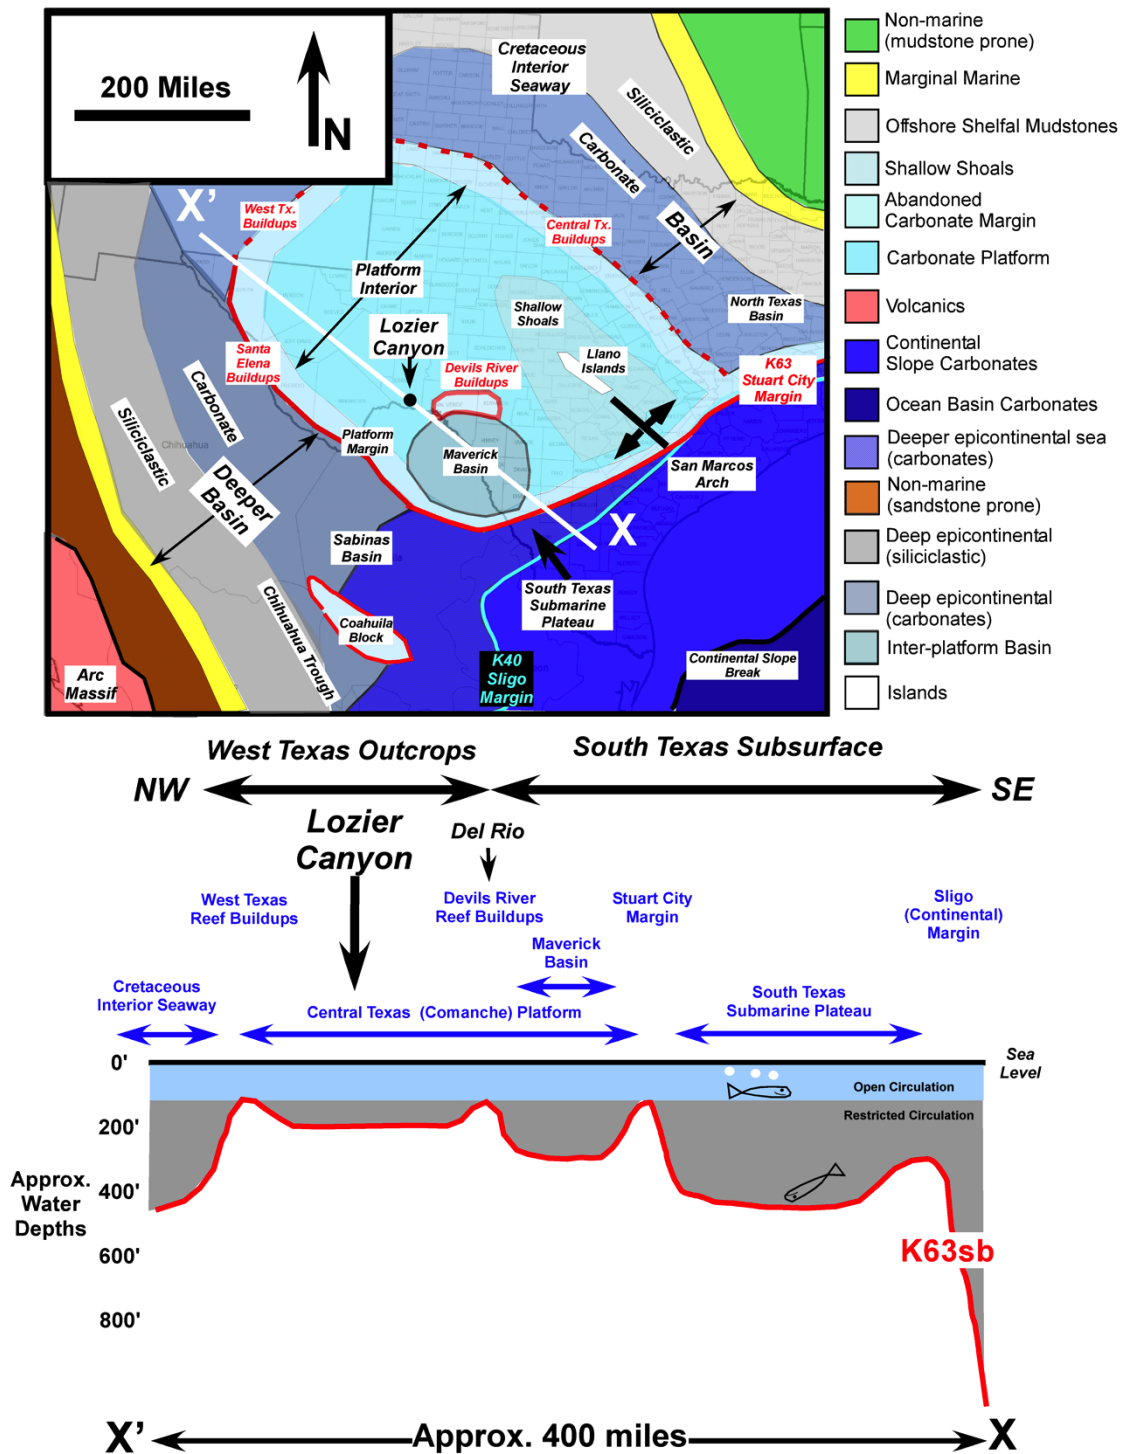 200 Miles
N
Cretaceous
Interior
Seaway
Siliciclastic
Carbonate
Basin
X'
West Tx.
Buildups
Central Tx.
Buildups
Platform
Interior
North Texas
Basin
Shallow
Shoals
Lozier
Canyon
Llano
Islands
Santa
Elena
Buildups
Devils River
Buildups
K63
Stuart City
Margin
Carbonate
Siliciclastic
Chihuahua
Platform
Margin
Maverick
Basin
San Marcos
Arch
Deeper
Basin
X
Sabinas
Basin
South Texas
Submarine
Plateau
Chihuahua Trough
Coahuila
Block
K40
Sligo
Margin
Continental Slope
Break
Arc
Massif
Non-marine
(mudstone prone)
Marginal Marine
Offshore Shelfal Mudstones
Shallow Shoals
Abandoned
Carbonate Margin
Carbonate Platform
Volcanics
Continental
Slope Carbonates
Ocean Basin Carbonates
Deeper epicontinental sea
(carbonates)
Non-marine
(sandstone prone)
Deep epicontinental
(siliciclastic)
Deep epicontinental
(carbonates)
Inter-platform Basin
Islands
West Texas Outcrops
South Texas Subsurface
NW
SE
Lozier
Canyon
Del Rio
West Texas
Reef Buildups
Devils River
Reef Buildups
Stuart City
Margin
Sligo
(Continental)
Margin
Maverick
Basin
Cretaceous
Interior Seaway
Central Texas (Comanche) Platform
South Texas
Submarine Plateau
0'
Sea
Level
Open Circulation
Restricted Circulation
200'
Approx.
Water
Depths
400'
600'
K63sb
800'
X'
Approx. 400 miles
X